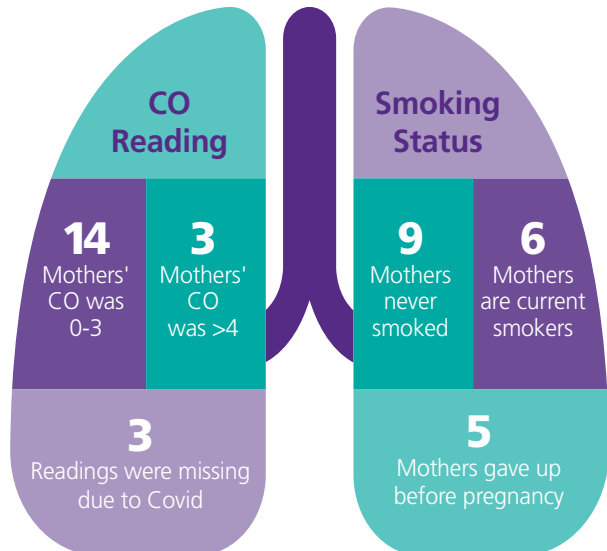 CO
Reading
14
Mothers'
CO was
0-3
3
Mothers'
CO
was >4
3
Readings were missing
due to Covid
Smoking
Status
9
Mothers
never
smoked
6
Mothers
are current
smokers
5
Mothers gave up
before pregnancy